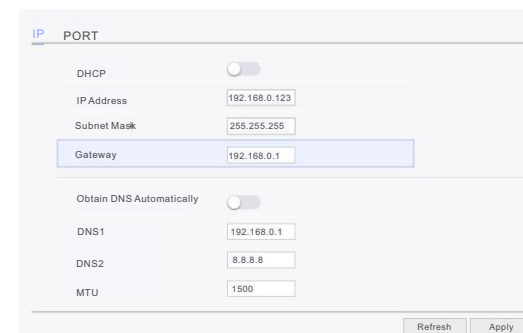 IP PORT
DHCP
IP Address 192.168.0.123
Subnet Mask 255.255.255
Gateway 192.168.0.1
Obtain DNS Automatically
DNS1 192.168.0.1
DNS2 8.8.8.8
MTU 1500
Refresh Apply